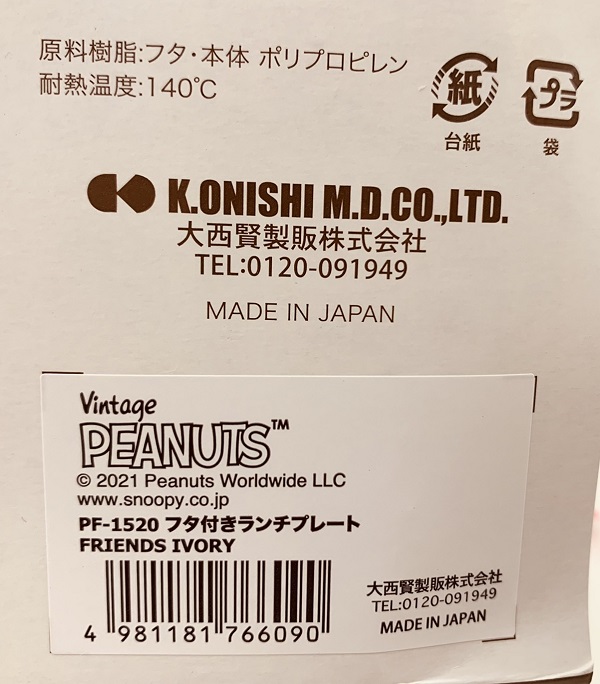 原料樹脂:フタ・本体 ポリプロピレン
耐熱温度:140℃
紙
台紙
プラ
袋
K.ONISHI M.D.CO.,LTD.
大西賢製販株式会社
TEL:0120-091949
MADE IN JAPAN
Vintage
PEANUTS™
© 2021 Peanuts Worldwide LLC
www.snoopy.co.jp
PF-1520 フタ付きランチプレート
FRIENDS IVORY
4 981181 766090
大西賢製販株式会社
TEL:0120-091949
MADE IN JAPAN